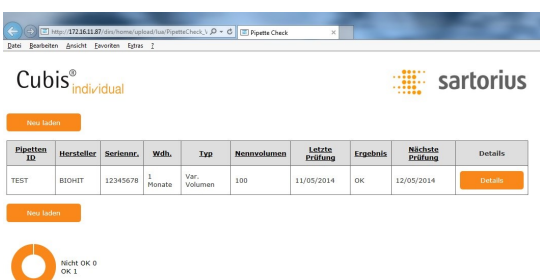 http://172.16.11.87/dirs/home/upload/lua/PipetteCheck_\
Pipette Check
Datei Bearbeiten Ansicht Favoriten Extras ?
Cubis® individual
sartorius
Neu laden
Pipetten ID Hersteller Seriennr. Wdh. Typ Nennvolumen Letzte Prüfung Ergebnis Nächste Prüfung Details
TEST BIOHIT 12345678 1 Monate Var. Volumen 100 11/05/2014 OK 12/05/2014 Details
Neu laden
Nicht OK 0
OK 1